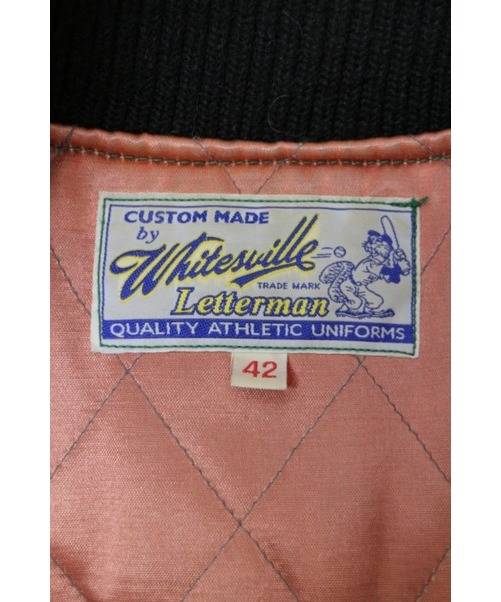 CUSTOM MADE
by
Whitesville
TRADE MARK
Letterman
QUALITY ATHLETIC UNIFORMS
42